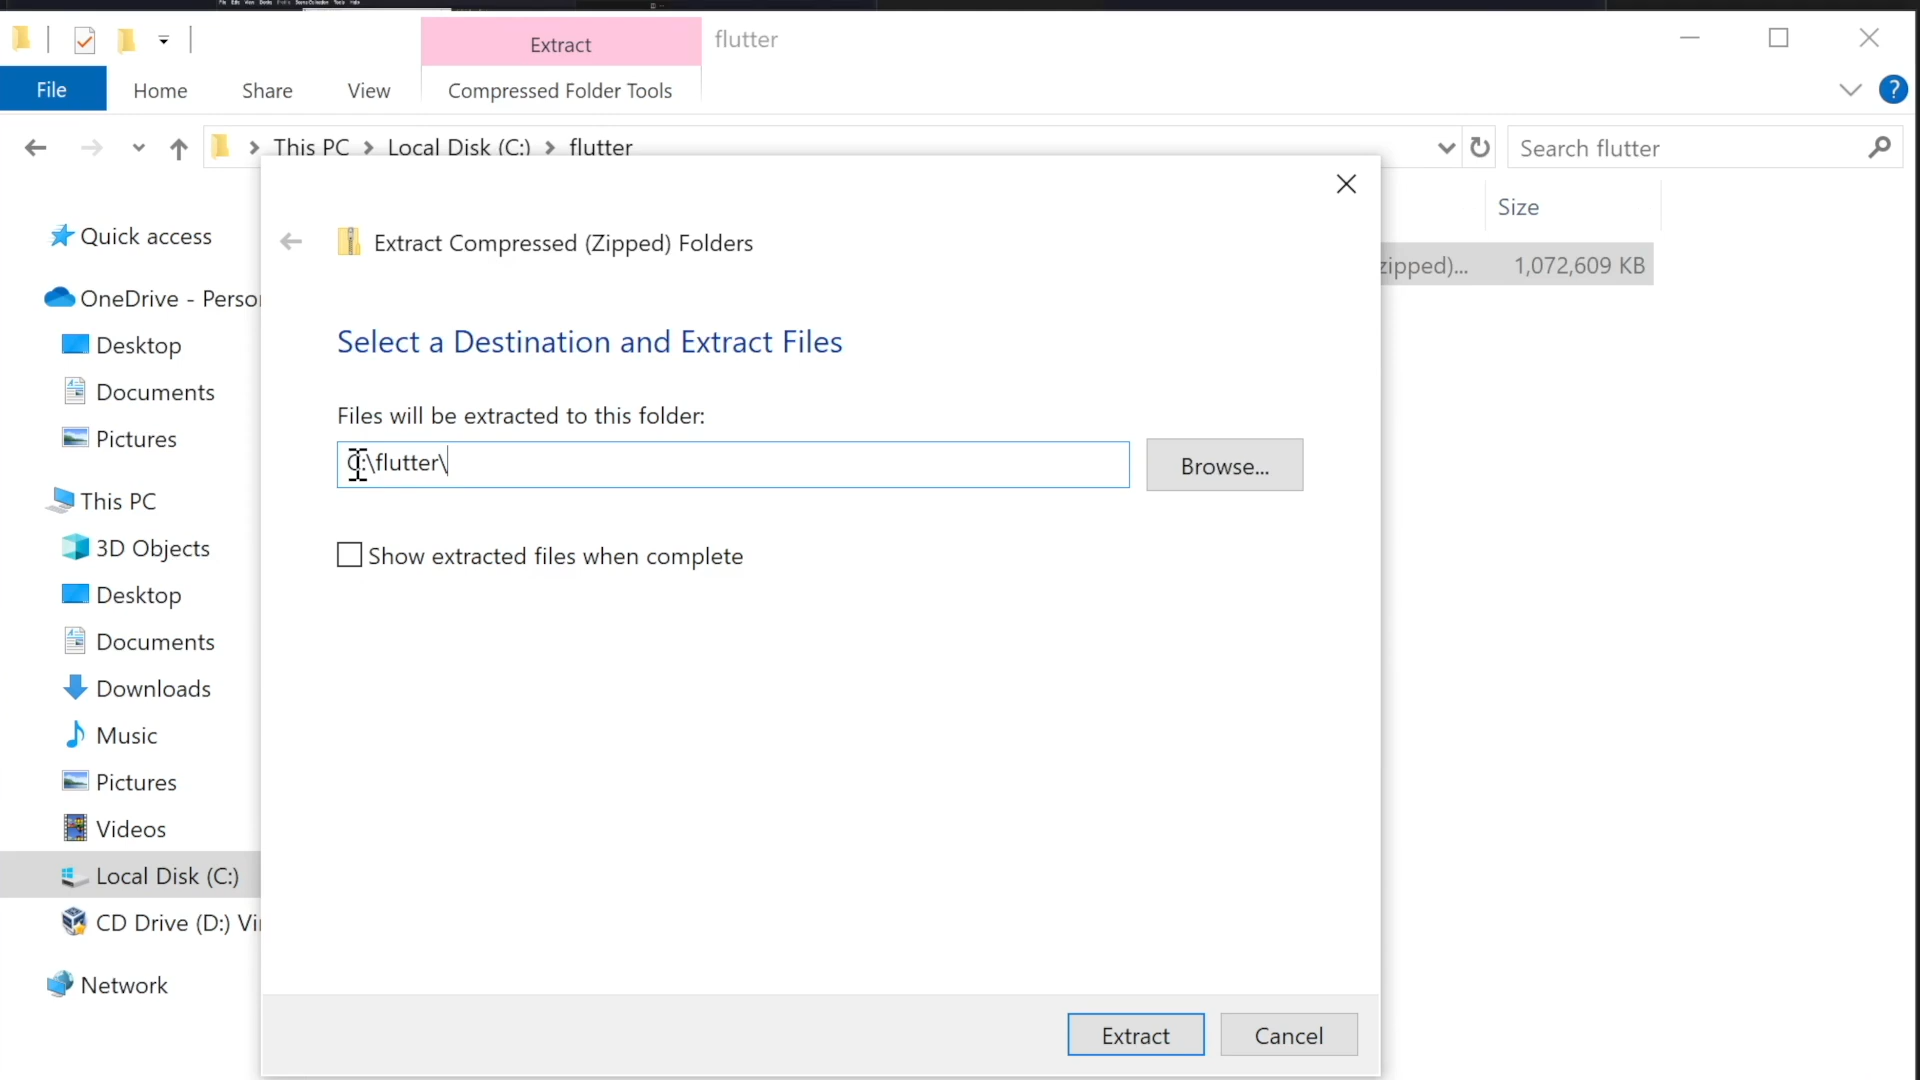 Extract
flutter
File
Home
Share
View
Compressed Folder Tools
?
This PC
Local Disk (C:)
flutter
Search flutter
Size
Quick access
Extract Compressed (Zipped) Folders
zipped)...
1,072,609 KB
OneDrive - Person
Desktop
Select a Destination and Extract Files
Documents
Files will be extracted to this folder:
Pictures
C:\flutter\
Browse...
This PC
3D Objects
Show extracted files when complete
Desktop
Documents
Downloads
Music
Pictures
Videos
Local Disk (C:)
CD Drive (D:) Vi
Network
Extract
Cancel